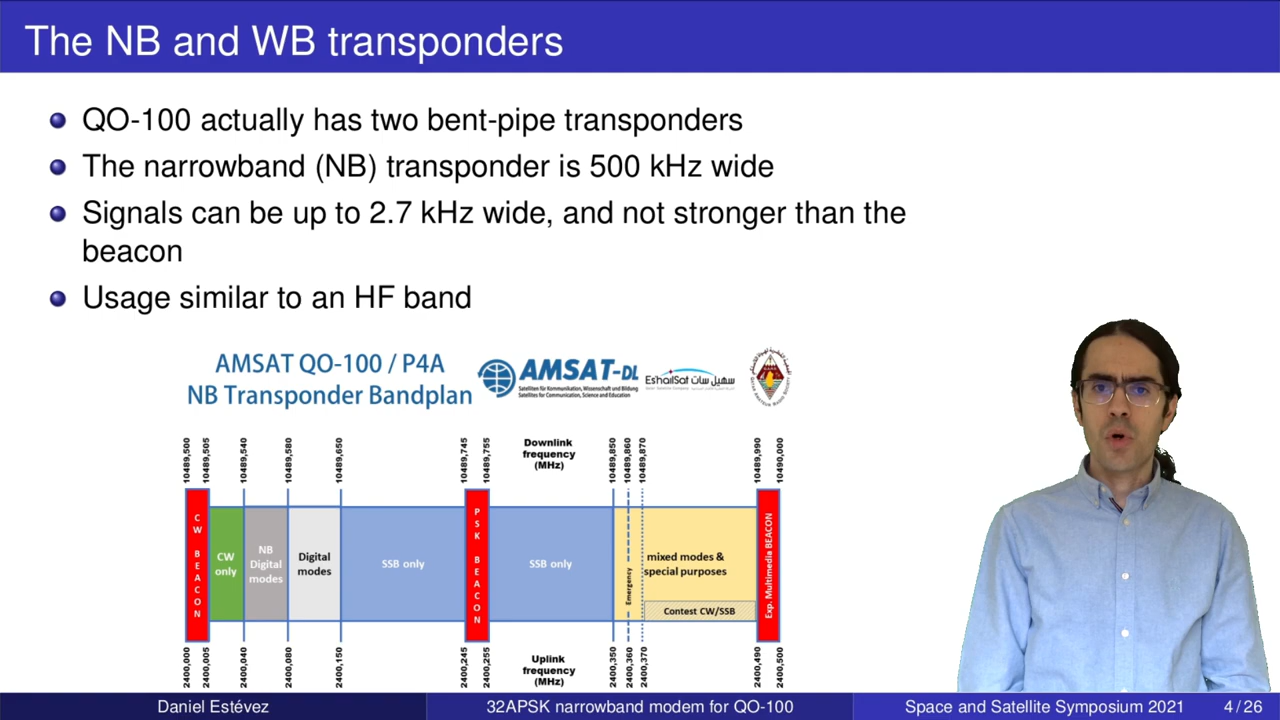 The NB and WB transponders
QO-100 actually has two bent-pipe transponders
The narrowband (NB) transponder is 500 kHz wide
Signals can be up to 2.7 kHz wide, and not stronger than the
beacon
Usage similar to an HF band
AMSAT QO-100 / P4A
NB Transponder Bandplan
AMSAT-DL
Satelliten für Kommunikation, Wissenschaft und Bildung
Satellites for Communication, Science and Education
Es'hailSat سهيل سات
Downlink
frequency
(MHz)
10489,500
10489,505
10489,540
10489,580
10489,650
10489,745
10489,755
10489,850
10489,860
10489,870
10489,990
10490,000
CW BEACON
CW
only
NB
Digital
modes
Digital
modes
SSB only
PSK BEACON
SSB only
Emergency
mixed modes &
special purposes
Contest CW/SSB
Exp. Multimedia BEACON
2400,000
2400,005
2400,040
2400,080
2400,150
2400,245
2400,255
2400,350
2400,360
2400,370
2400,490
2400,500
Uplink
frequency
(MHz)
Daniel Estévez
32APSK narrowband modem for QO-100
Space and Satellite Symposium 2021
4 / 26